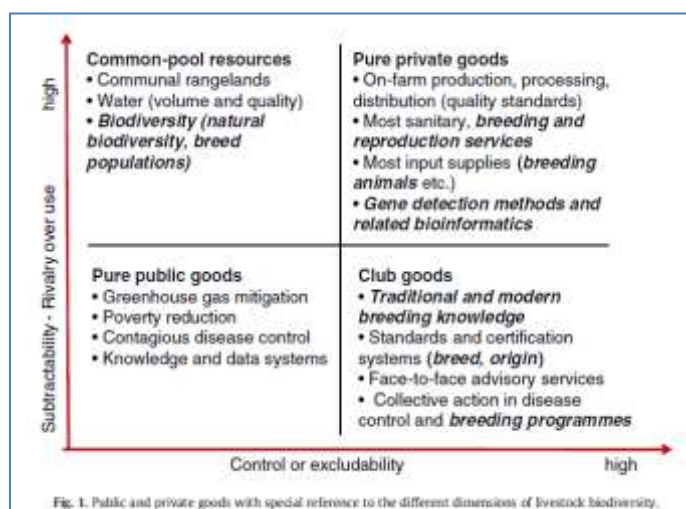 Common-pool resources
• Communal rangelands
• Water (volume and quality)
• Biodiversity (natural
biodiversity, breed
populations)
Pure private goods
• On-farm production, processing,
distribution (quality standards)
• Most sanitary, breeding and
reproduction services
• Most input supplies (breeding
animals etc.)
• Gene detection methods and
related bioinformatics
Pure public goods
• Greenhouse gas mitigation
• Poverty reduction
• Contagious disease control
• Knowledge and data systems
Club goods
• Traditional and modern
breeding knowledge
• Standards and certification
systems (breed, origin)
• Face-to-face advisory services
• Collective action in disease
control and breeding programmes
Subtractability - Rivalry over use
high
Control or excludability
high
Fig. 1. Public and private goods with special reference to the different dimensions of livestock biodiversity.